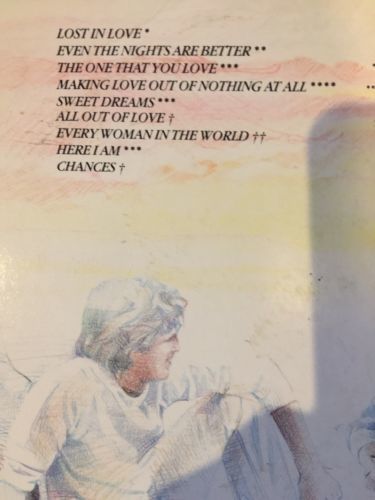 LOST IN LOVE *
EVEN THE NIGHTS ARE BETTER **
THE ONE THAT YOU LOVE ***
MAKING LOVE OUT OF NOTHING AT ALL ****
SWEET DREAMS ***
ALL OUT OF LOVE †
EVERY WOMAN IN THE WORLD ††
HERE I AM ***
CHANCES †